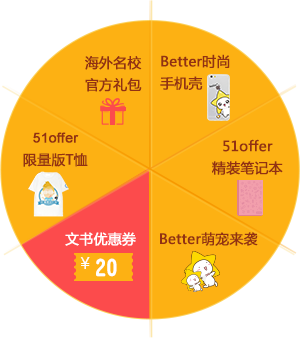 海外名校
官方礼包
Better时尚
手机壳
51offer
限量版T恤
51offer
精装笔记本
文书优惠券
¥ 20
Better萌宠来袭